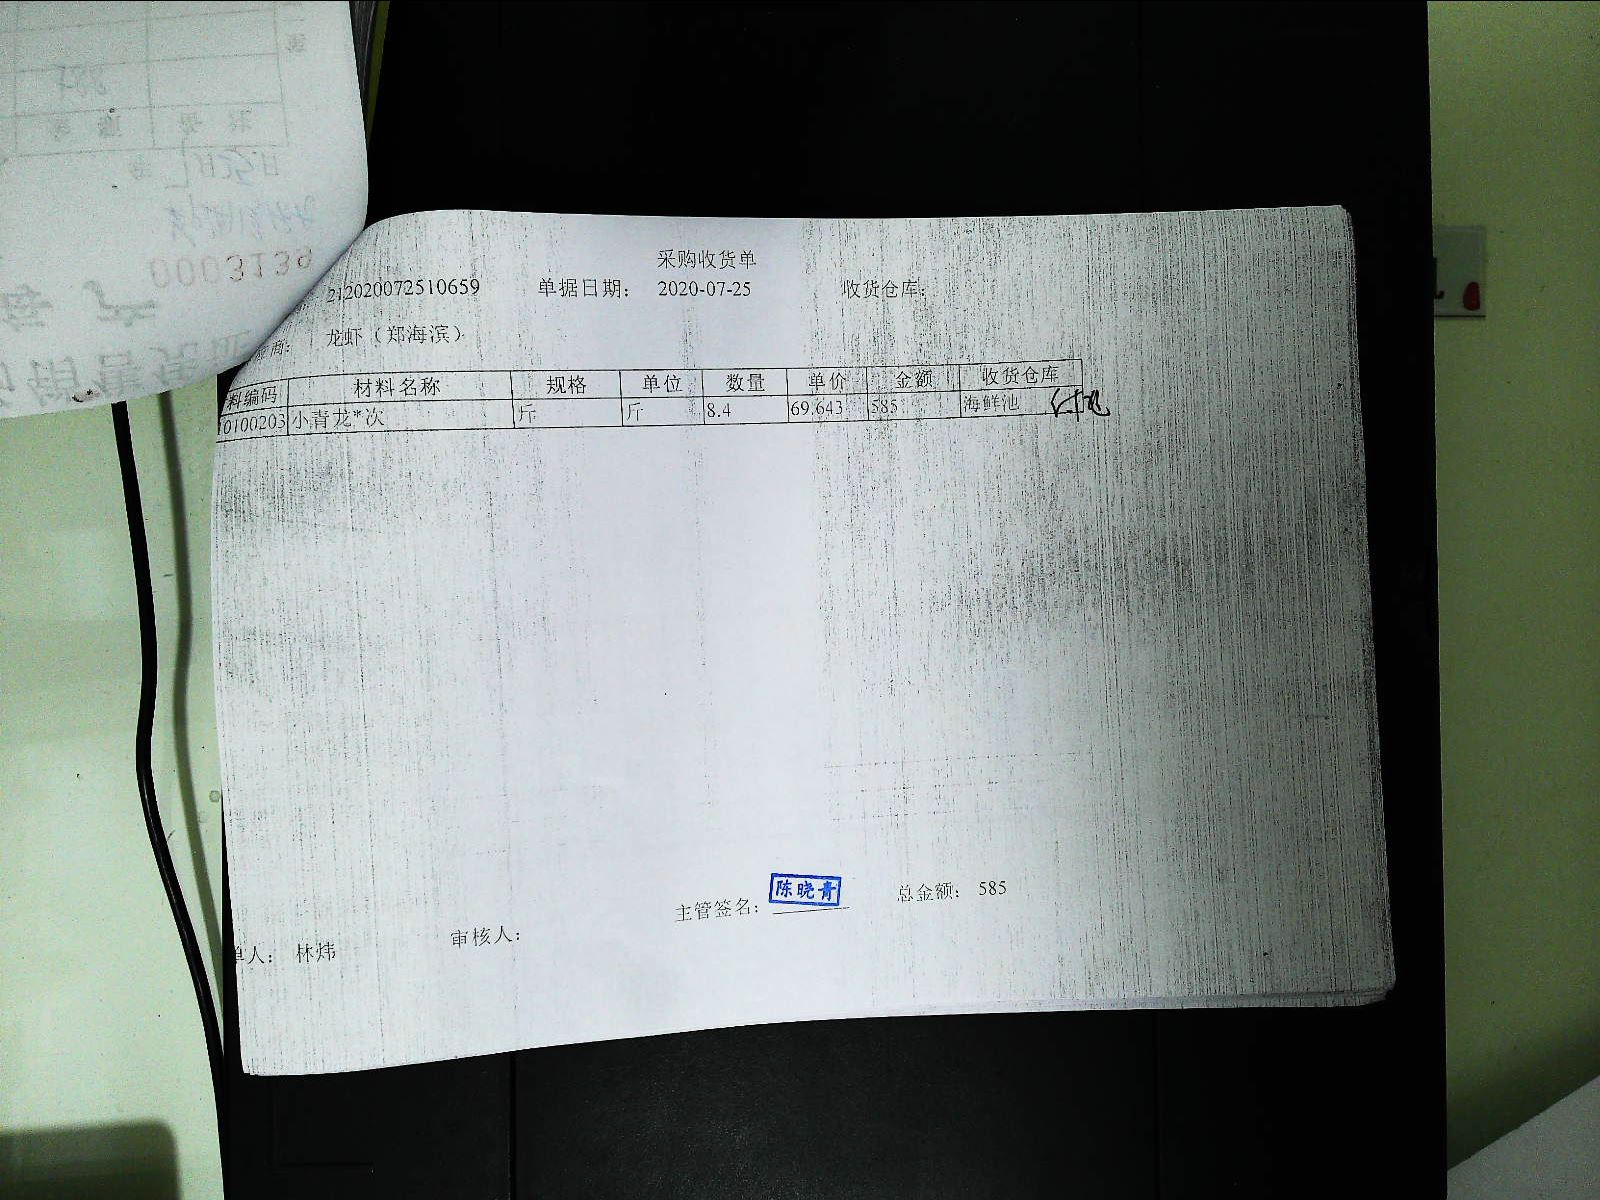 采购收货单
212020072510659 单据日期: 2020-07-25 收货仓库:
商: 龙虾（郑海滨）
料编码 材料名称 规格 单位 数量 单价 金额 收货仓库
0100203 小青龙*次 斤 斤 8.4 69.643 585 海鲜池
主管签名: 陈晓青 总金额: 585
单人: 林炜 审核人:
0003139